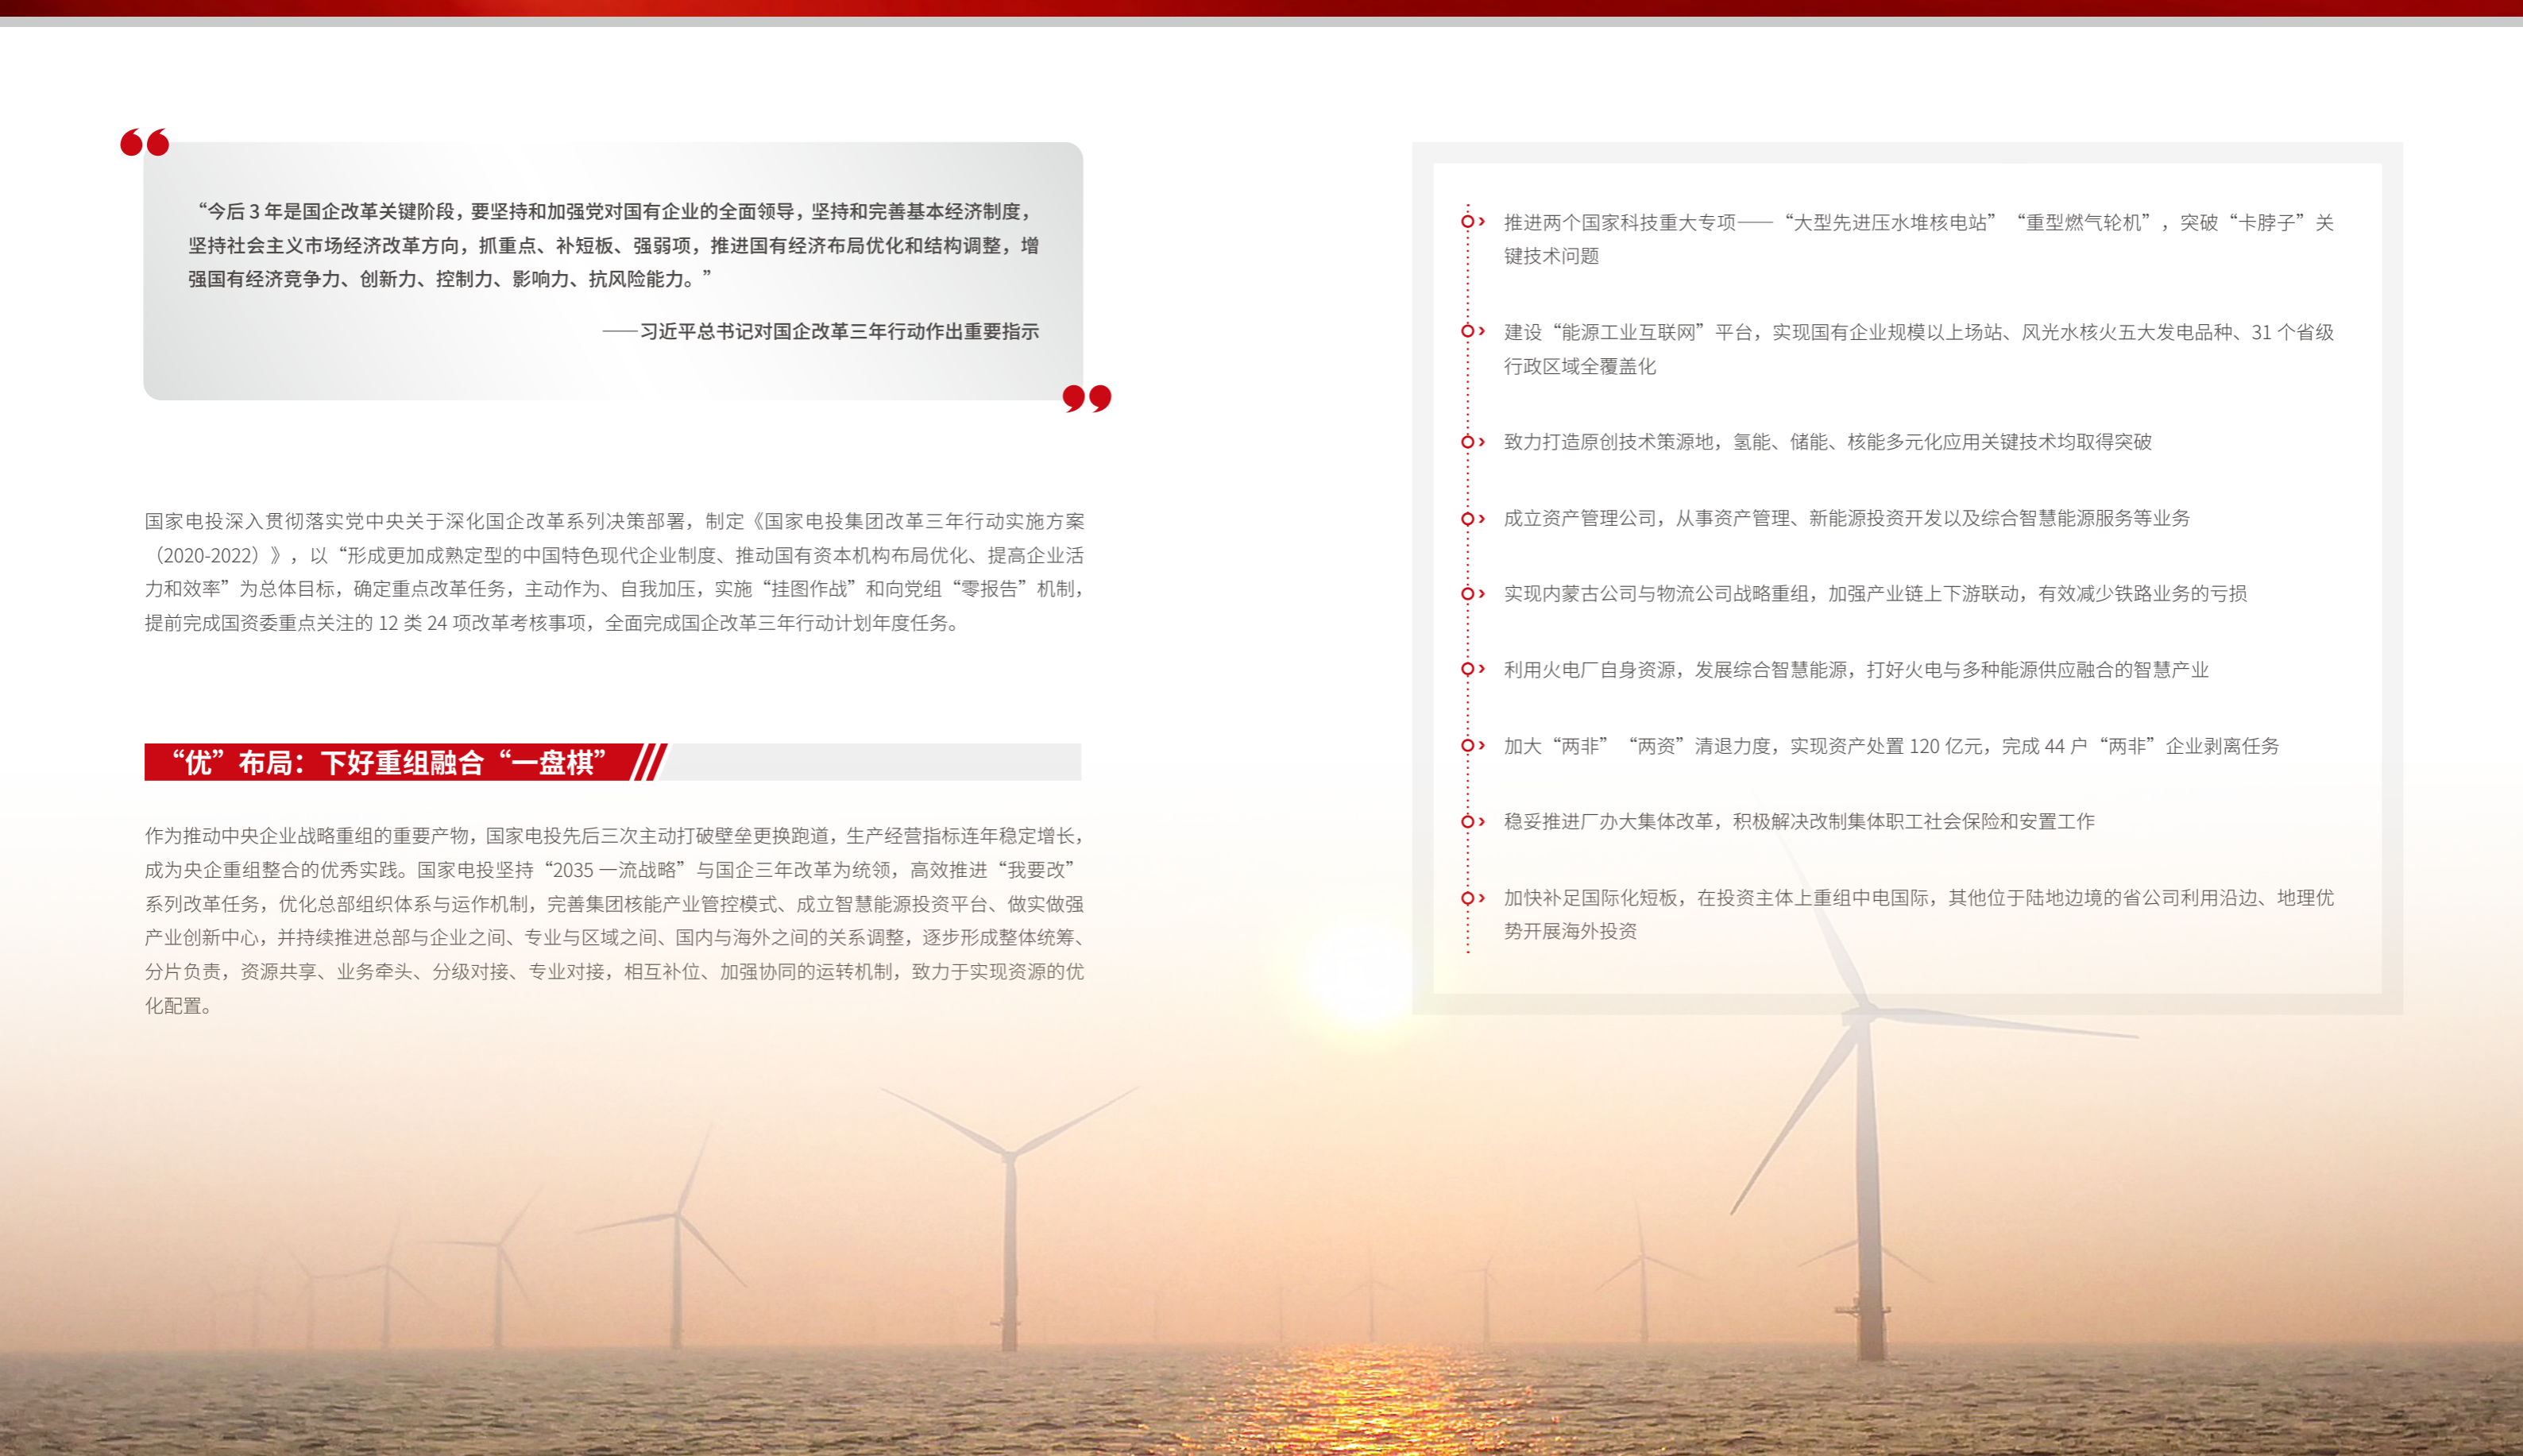 “今后 3 年是国企改革关键阶段，要坚持和加强党对国有企业的全面领导，坚持和完善基本经济制度，
坚持社会主义市场经济改革方向，抓重点、补短板、强弱项，推进国有经济布局优化和结构调整，增
强国有经济竞争力、创新力、控制力、影响力、抗风险能力。”
——习近平总书记对国企改革三年行动作出重要指示
国家电投深入贯彻落实党中央关于深化国企改革系列决策部署，制定《国家电投集团改革三年行动实施方案
（2020-2022）》，以“形成更加成熟定型的中国特色现代企业制度、推动国有资本机构布局优化、提高企业活
力和效率”为总体目标，确定重点改革任务，主动作为、自我加压，实施“挂图作战”和向党组“零报告”机制，
提前完成国资委重点关注的 12 类 24 项改革考核事项，全面完成国企改革三年行动计划年度任务。
“优”布局：下好重组融合“一盘棋”
作为推动中央企业战略重组的重要产物，国家电投先后三次主动打破壁垒更换跑道，生产经营指标连年稳定增长，
成为央企重组整合的优秀实践。国家电投坚持“2035 一流战略”与国企三年改革为统领，高效推进“我要改”
系列改革任务，优化总部组织体系与运作机制，完善集团核能产业管控模式、成立智慧能源投资平台、做实做强
产业创新中心，并持续推进总部与企业之间、专业与区域之间、国内与海外之间的关系调整，逐步形成整体统筹、
分片负责，资源共享、业务牵头、分级对接、专业对接，相互补位、加强协同的运转机制，致力于实现资源的优
化配置。
推进两个国家科技重大专项——“大型先进压水堆核电站”“重型燃气轮机”，突破“卡脖子”关
键技术问题
建设“能源工业互联网”平台，实现国有企业规模以上场站、风光水核火五大发电品种、31 个省级
行政区域全覆盖化
致力打造原创技术策源地，氢能、储能、核能多元化应用关键技术均取得突破
成立资产管理公司，从事资产管理、新能源投资开发以及综合智慧能源服务等业务
实现内蒙古公司与物流公司战略重组，加强产业链上下游联动，有效减少铁路业务的亏损
利用火电厂自身资源，发展综合智慧能源，打好火电与多种能源供应融合的智慧产业
加大“两非”“两资”清退力度，实现资产处置 120 亿元，完成 44 户“两非”企业剥离任务
稳妥推进厂办大集体改革，积极解决改制集体职工社会保险和安置工作
加快补足国际化短板，在投资主体上重组中电国际，其他位于陆地边境的省公司利用沿边、地理优
势开展海外投资